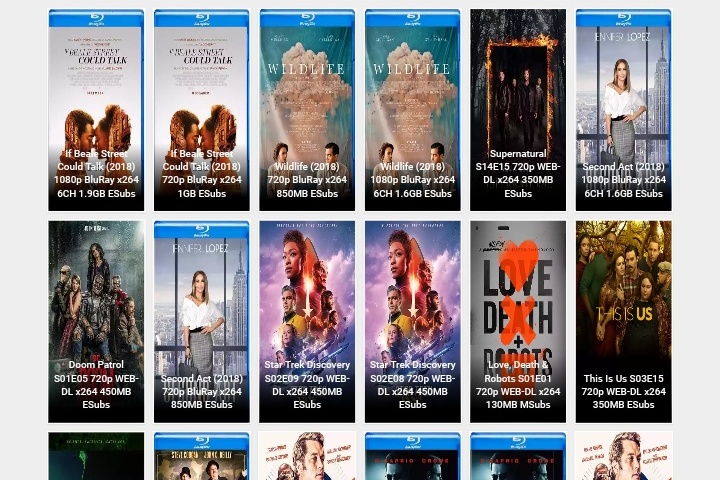 "IF BEALE STREET
COULD TALK
If Beale Street
Could Talk (2018)
1080p BluRay x264
6CH 1.9GB ESubs
"IF BEALE STREET
COULD TALK
If Beale Street
Could Talk (2018)
720p BluRay x264
1GB ESubs
WILDLIFE
Wildlife (2018)
720p BluRay x264
850MB ESubs
WILDLIFE
Wildlife (2018)
1080p BluRay x264
6CH 1.6GB ESubs
Supernatural
S14E15 720p WEB-
DL x264 350MB
ESubs
JENNIFER LOPEZ
Second Act (2018)
1080p BluRay x264
6CH 1.6GB ESubs
Doom Patrol
S01E05 720p WEB-
DL x264 450MB
ESubs
JENNIFER LOPEZ
Second Act (2018)
720p BluRay x264
850MB ESubs
Star Trek Discovery
S02E09 720p WEB-
DL x264 450MB
ESubs
Star Trek Discovery
S02E08 720p WEB-
DL x264 450MB
ESubs
LOVE
DEATH
+
ROBOTS
Love, Death &
Robots S01E01
720p WEB-DL x264
130MB MSubs
THIS IS US
This Is Us S03E15
720p WEB-DL x264
350MB ESubs
STEVE COOGAN JOHN C. REILLY